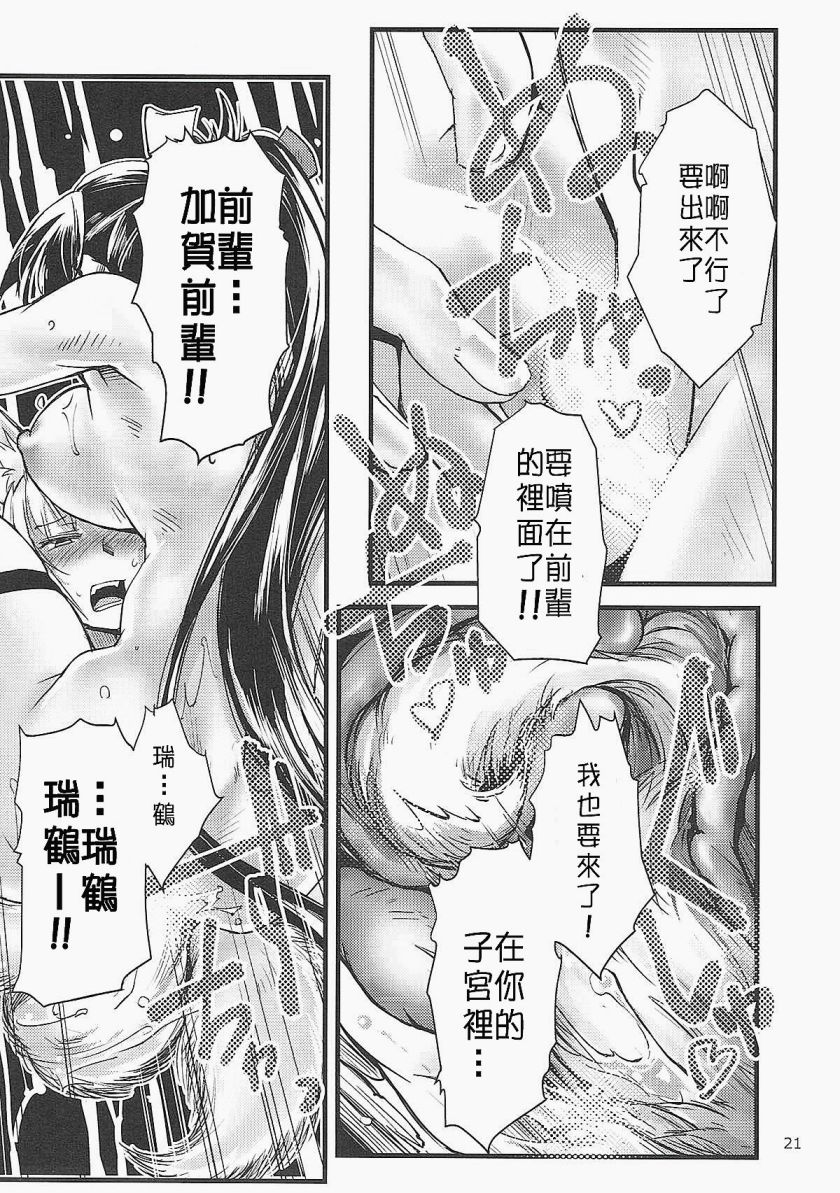 啊啊不行了
要出來了
要噴在前輩
的裡面了!!
我也要來了!
在你的
子宮裡…
前輩…
加賀前輩!!
瑞…鶴
…瑞鶴
瑞鶴ー!!
21